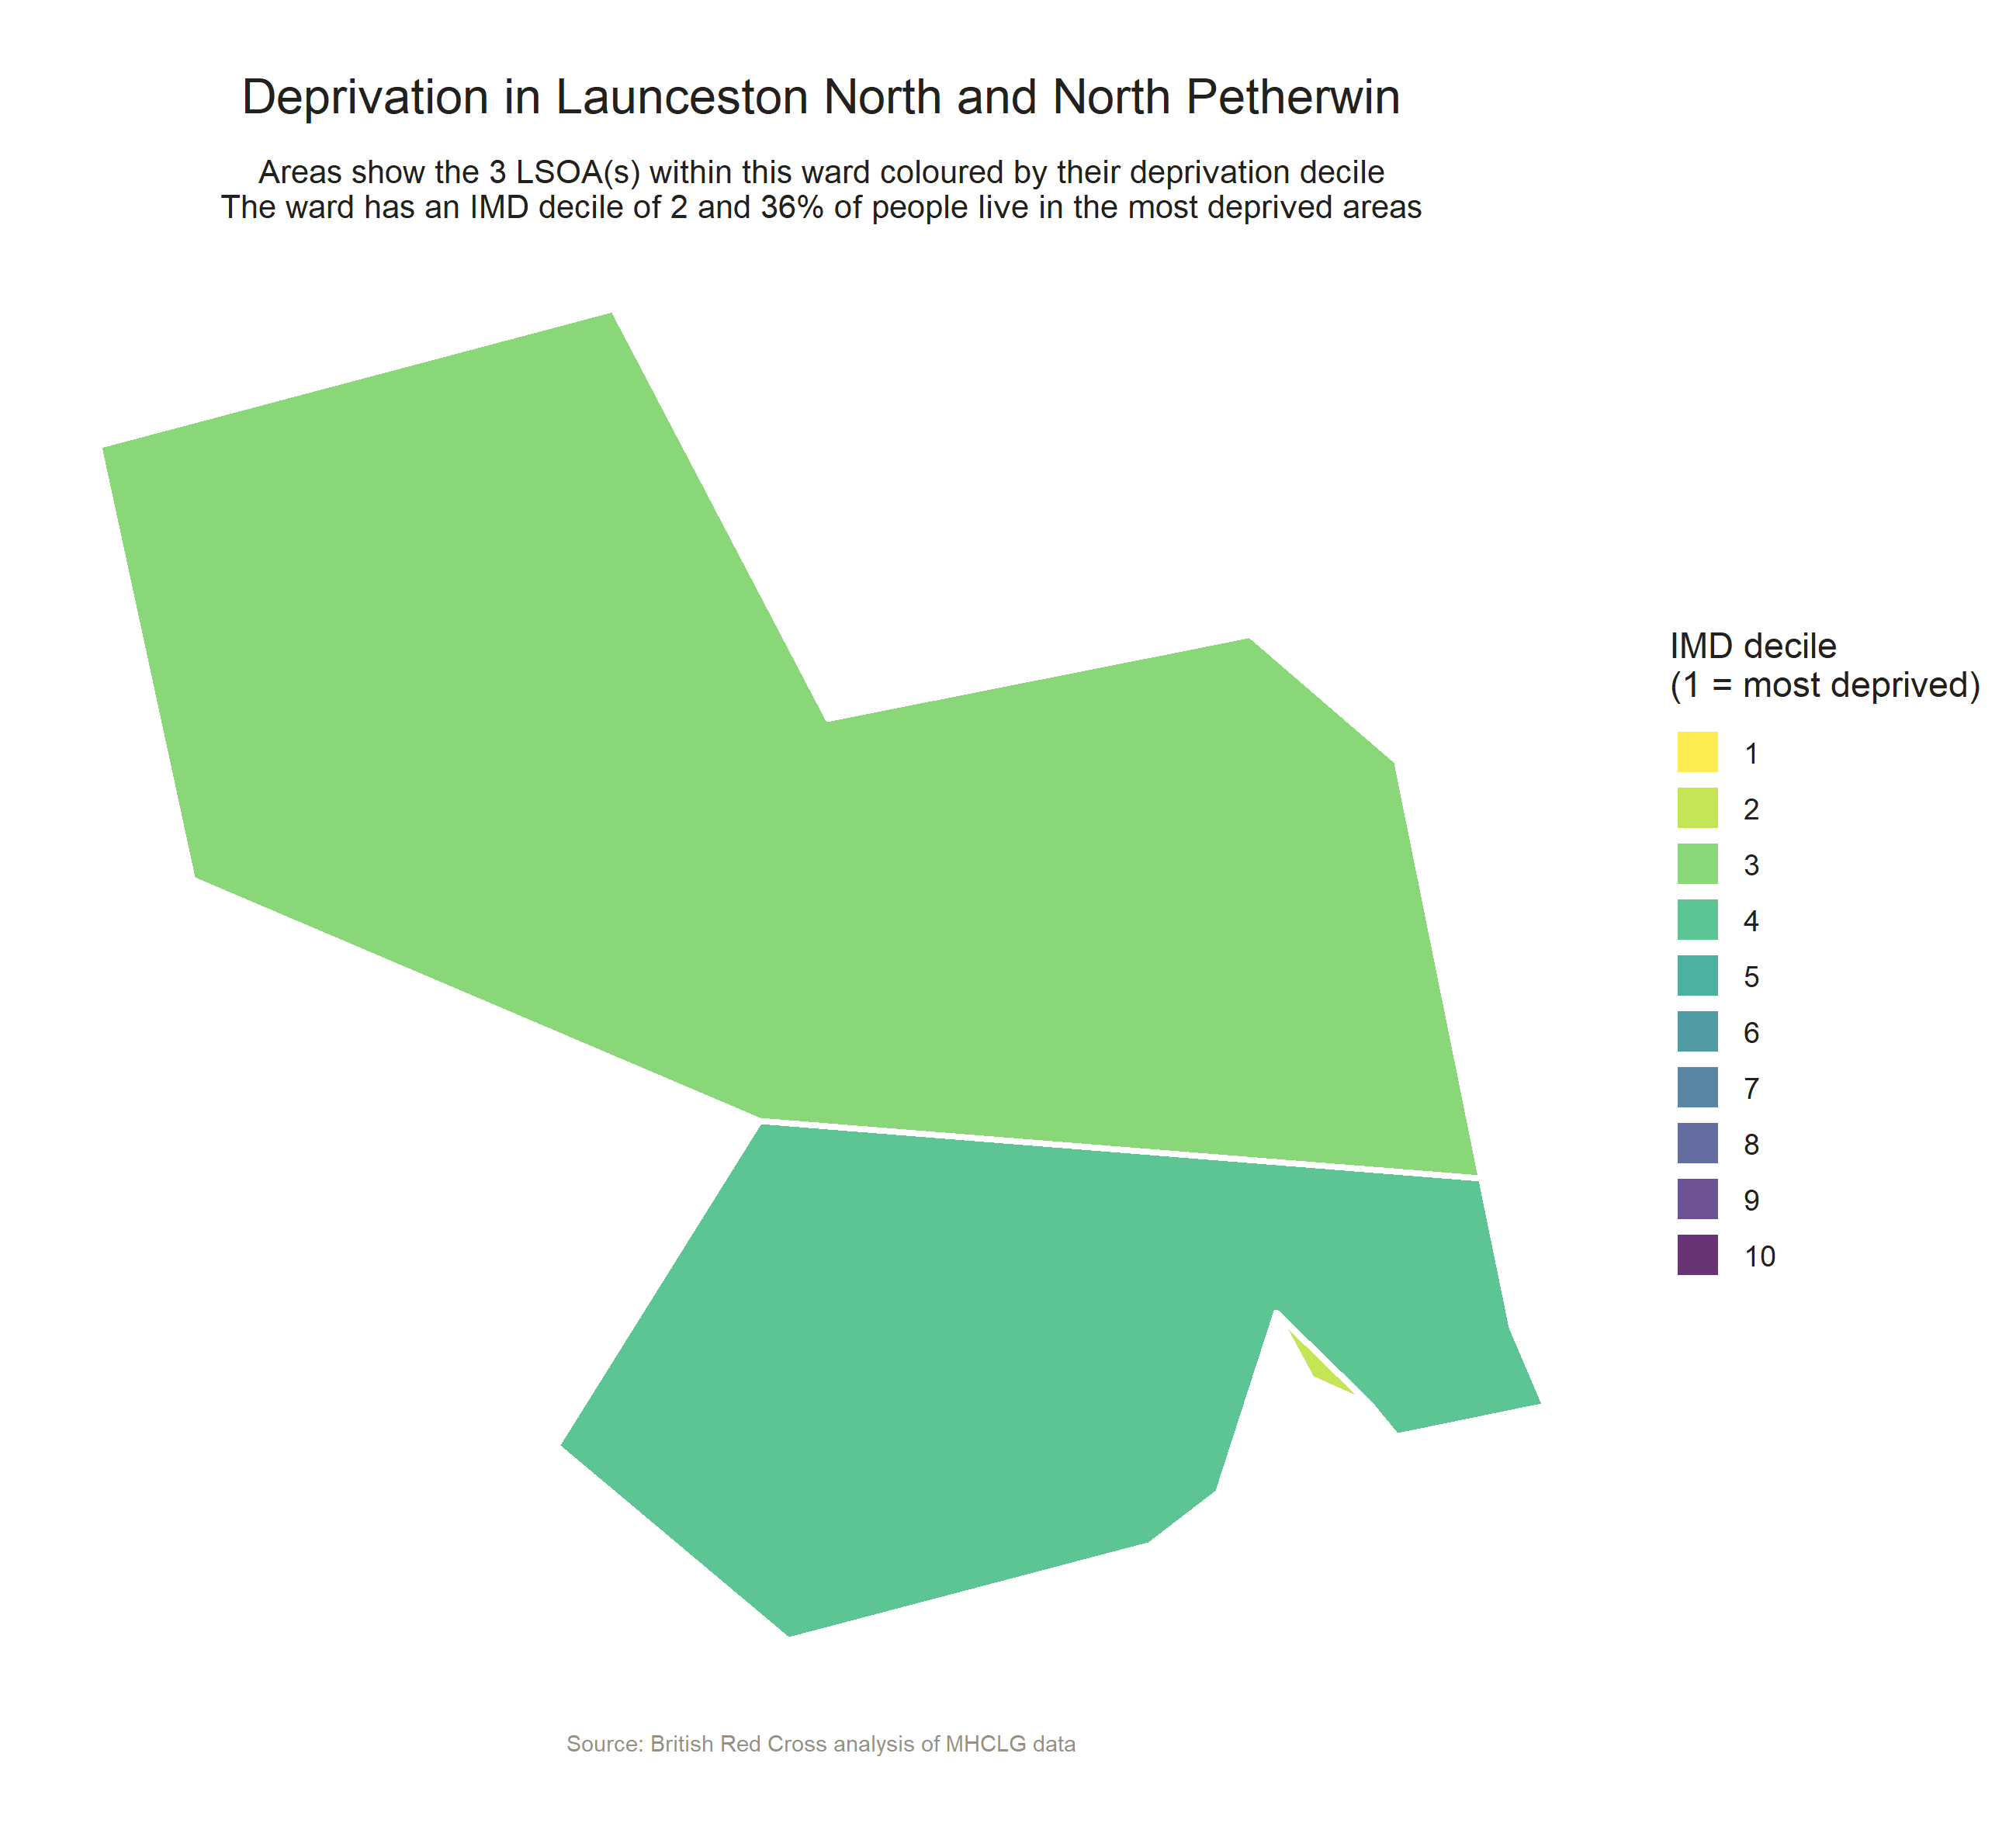 Deprivation in Launceston North and North Petherwin
Areas show the 3 LSOA(s) within this ward coloured by their deprivation decile
The ward has an IMD decile of 2 and 36% of people live in the most deprived areas
IMD decile
(1 = most deprived)
1
2
3
4
5
6
7
8
9
10
Source: British Red Cross analysis of MHCLG data